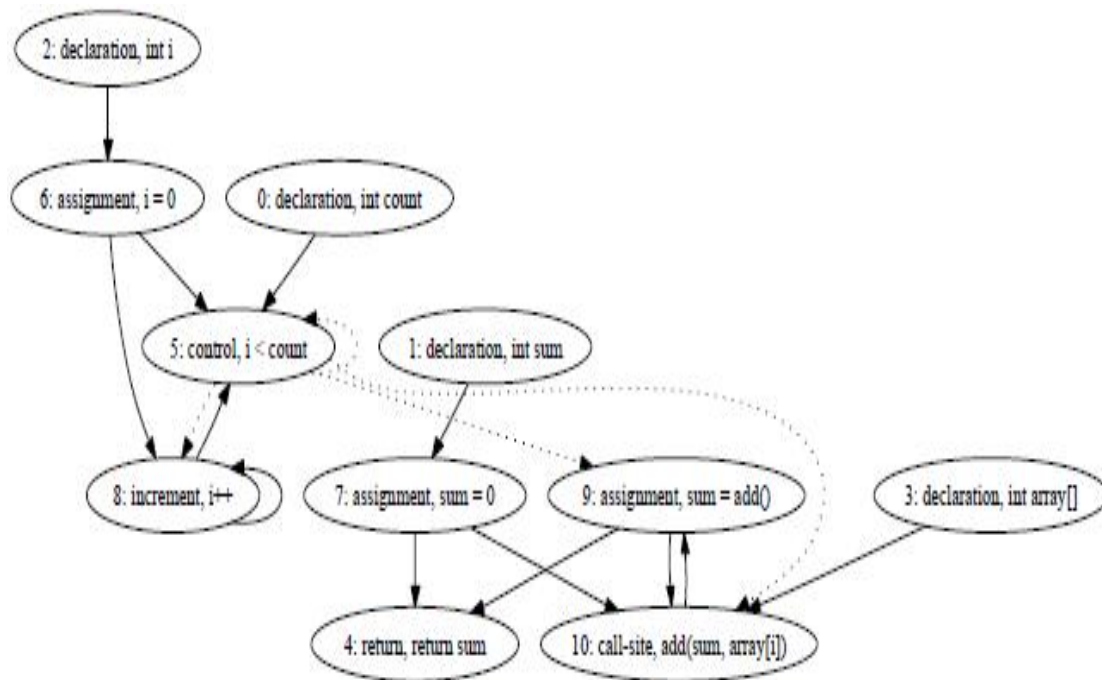 2: declaration, int i
6: assignment, i = 0
0: declaration, int count
5: control, i < count
1: declaration, int sum
8: increment, i++
7: assignment, sum = 0
9: assignment, sum = add()
3: declaration, int array[]
4: return, return sum
10: call-site, add(sum, array[i])